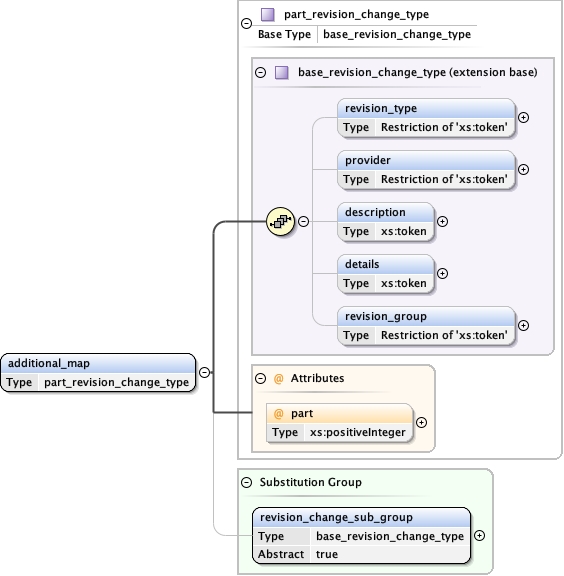 part_revision_change_type
Base Type base_revision_change_type
base_revision_change_type (extension base)
revision_type
Type Restriction of 'xs:token'
provider
Type Restriction of 'xs:token'
description
Type xs:token
details
Type xs:token
revision_group
Type Restriction of 'xs:token'
additional_map
Type part_revision_change_type
@ Attributes
@ part
Type xs:positiveInteger
Substitution Group
revision_change_sub_group
Type base_revision_change_type
Abstract true